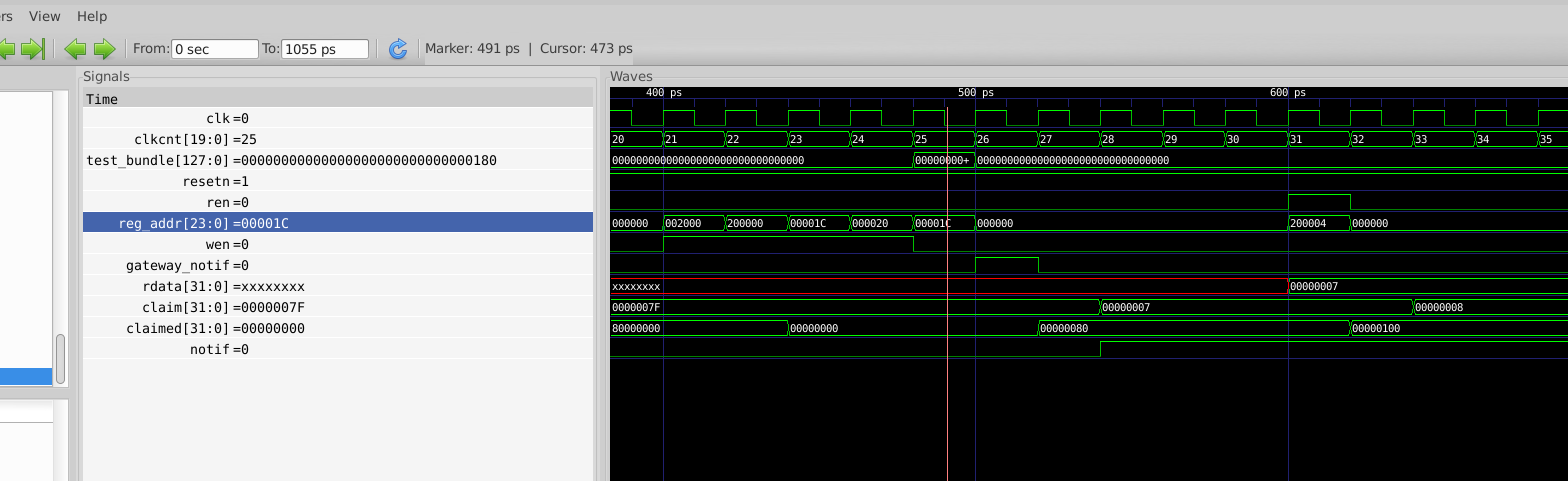 rs View Help
From: 0 sec To: 1055 ps Marker: 491 ps | Cursor: 473 ps
Signals
Time
clk =0
clkcnt[19:0] =25
test_bundle[127:0] =00000000000000000000000000000180
resetn =1
ren =0
reg_addr[23:0] =00001C
wen =0
gateway_notif =0
rdata[31:0] =xxxxxxxx
claim[31:0] =0000007F
claimed[31:0] =00000000
notif =0
Waves
400 ps 500 ps 600 ps
20 21 22 23 24 25 26 27 28 29 30 31 32 33 34 35
00000000000000000000000000000000 00000000+ 00000000000000000000000000000000
000000 002000 200000 00001C 000020 00001C 000000 200004 000000
xxxxxxxx 00000007
0000007F 00000007 00000008
80000000 00000000 00000080 00000100